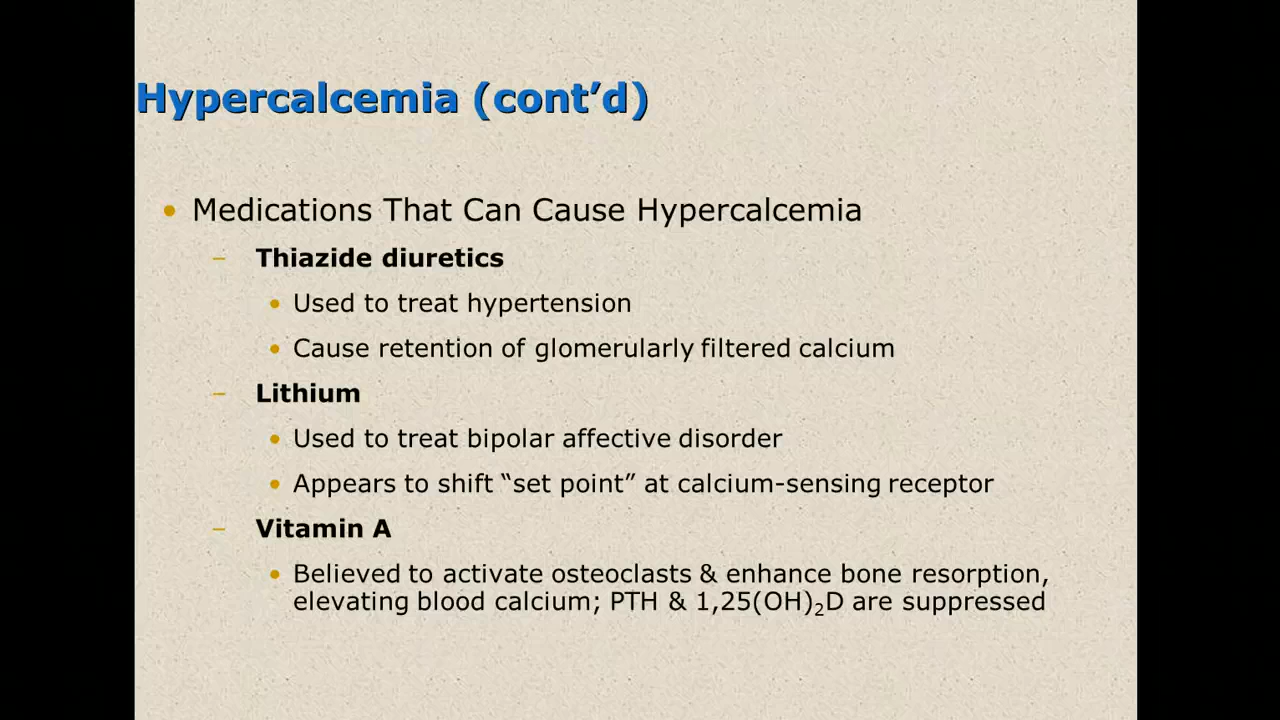 Hypercalcemia (cont’d)
• Medications That Can Cause Hypercalcemia
– Thiazide diuretics
• Used to treat hypertension
• Cause retention of glomerularly filtered calcium
– Lithium
• Used to treat bipolar affective disorder
• Appears to shift “set point” at calcium-sensing receptor
– Vitamin A
• Believed to activate osteoclasts & enhance bone resorption,
elevating blood calcium; PTH & 1,25(OH)₂D are suppressed